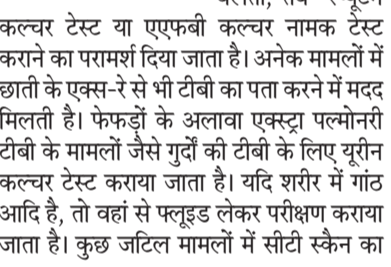 कल्चर टेस्ट या एएफबी कल्चर नामक टेस्ट
कराने का परामर्श दिया जाता है। अनेक मामलों में
छाती के एक्स-रे से भी टीबी का पता करने में मदद
मिलती है। फेफड़ों के अलावा एक्स्ट्रा पल्मोनरी
टीबी के मामलों जैसे गुर्दों की टीबी के लिए यूरीन
कल्चर टेस्ट कराया जाता है। यदि शरीर में गांठ
आदि है, तो वहां से फ्लूइड लेकर परीक्षण कराया
जाता है। कुछ जटिल मामलों में सीटी स्कैन का